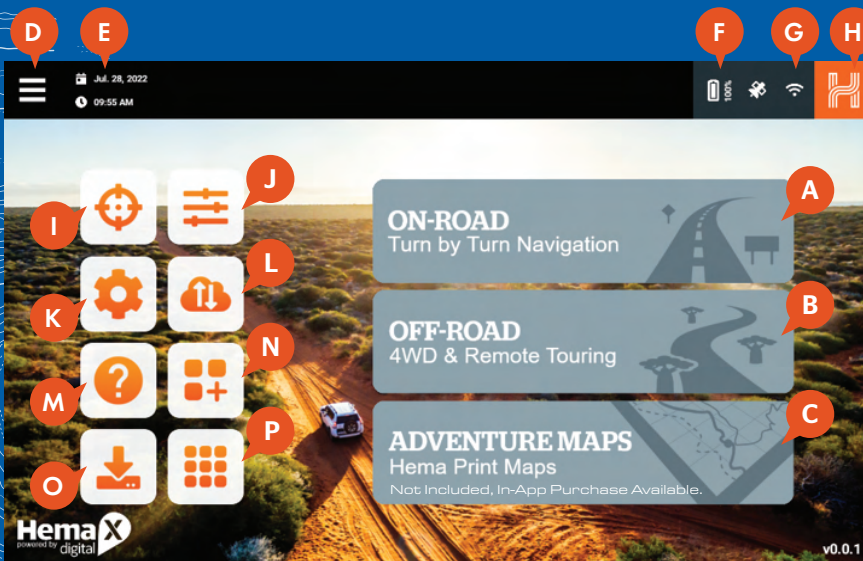 D E F G H
Jul. 28, 2022
09:55 AM
100%
I J
ON-ROAD
Turn by Turn Navigation
A
K L
OFF-ROAD
4WD & Remote Touring
B
M N
ADVENTURE MAPS
Hema Print Maps
Not Included, In-App Purchase Available.
C
O P
HemaX
powered by digital
v0.0.1